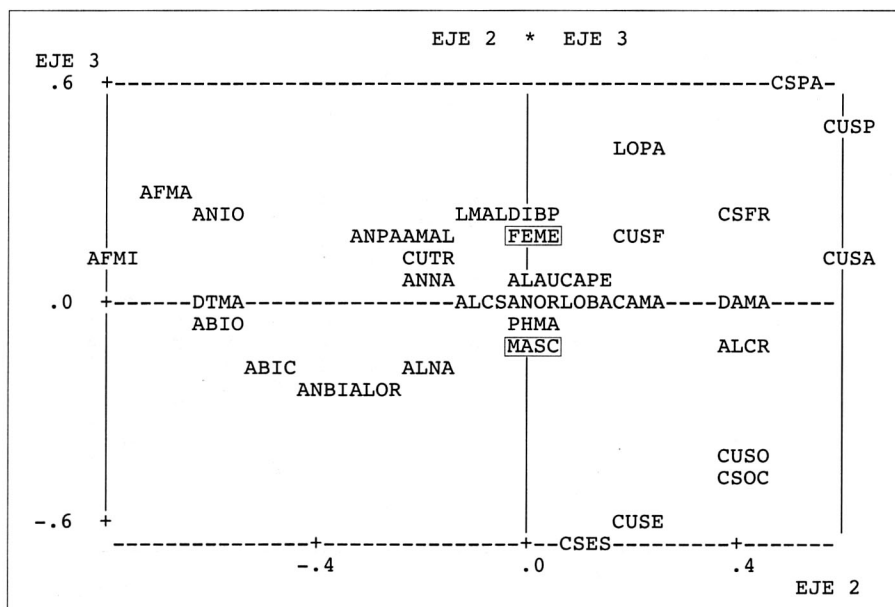 EJE 2 * EJE 3
EJE 3
.6 +--------------------------------------------------CSPA-
CUSP
LOPA
AFMA
ANIO LMALDIBP CSFR
ANPAAMAL FEME CUSF
AFMI CUTR CUSA
ANNA ALAUCAPE
.0 +-------DTMA----------------ALCSANORLOBACAMA----DAMA----
ABIO PHMA
MASC ALCR
ABIC ALNA
ANBIALOR
CUSO
CSOC
-.6 + CUSE
---------------+---------------+--CSES---------+-------
-.4 .0 .4
EJE 2